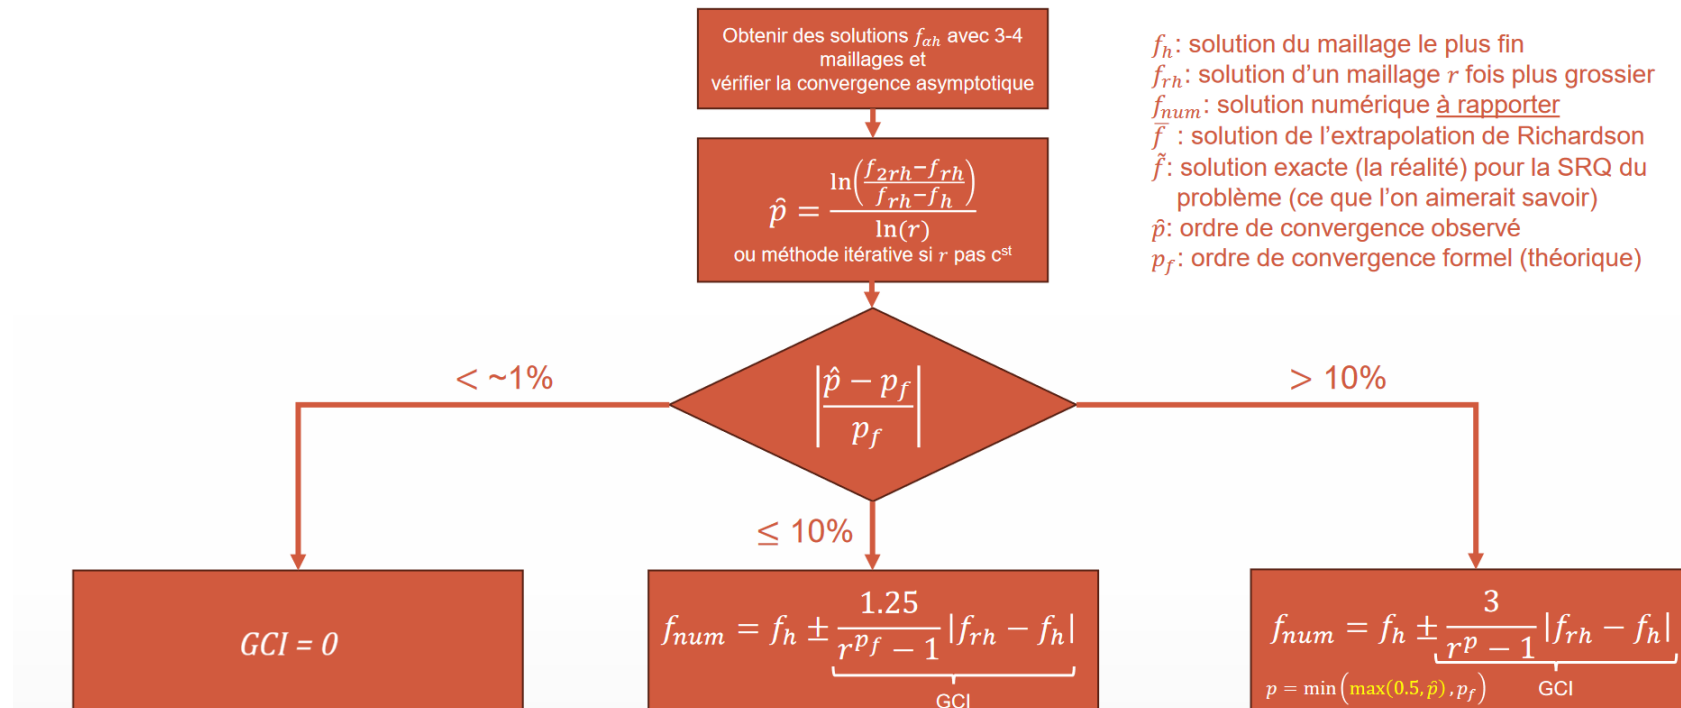 Obtenir des solutions f_{αh} avec 3-4
maillages et
vérifier la convergence asymptotique
f_h: solution du maillage le plus fin
f_{rh}: solution d'un maillage r fois plus grossier
f_{num}: solution numérique à rapporter
f̅ : solution de l'extrapolation de Richardson
f̃: solution exacte (la réalité) pour la SRQ du
problème (ce que l'on aimerait savoir)
p̂: ordre de convergence observé
p_f: ordre de convergence formel (théorique)
p̂ = ln((f_{2rh}−f_{rh})/(f_{rh}−f_h))/ln(r)
ou méthode itérative si r pas c^{st}
|(p̂ − p_f)/p_f|
< ~1%
≤ 10%
> 10%
GCI = 0
f_{num} = f_h ± 1.25/(r^{p_f} − 1) |f_{rh} − f_h|
GCI
f_{num} = f_h ± 3/(r^p − 1) |f_{rh} − f_h|
p = min(max(0.5, p̂), p_f)
GCI